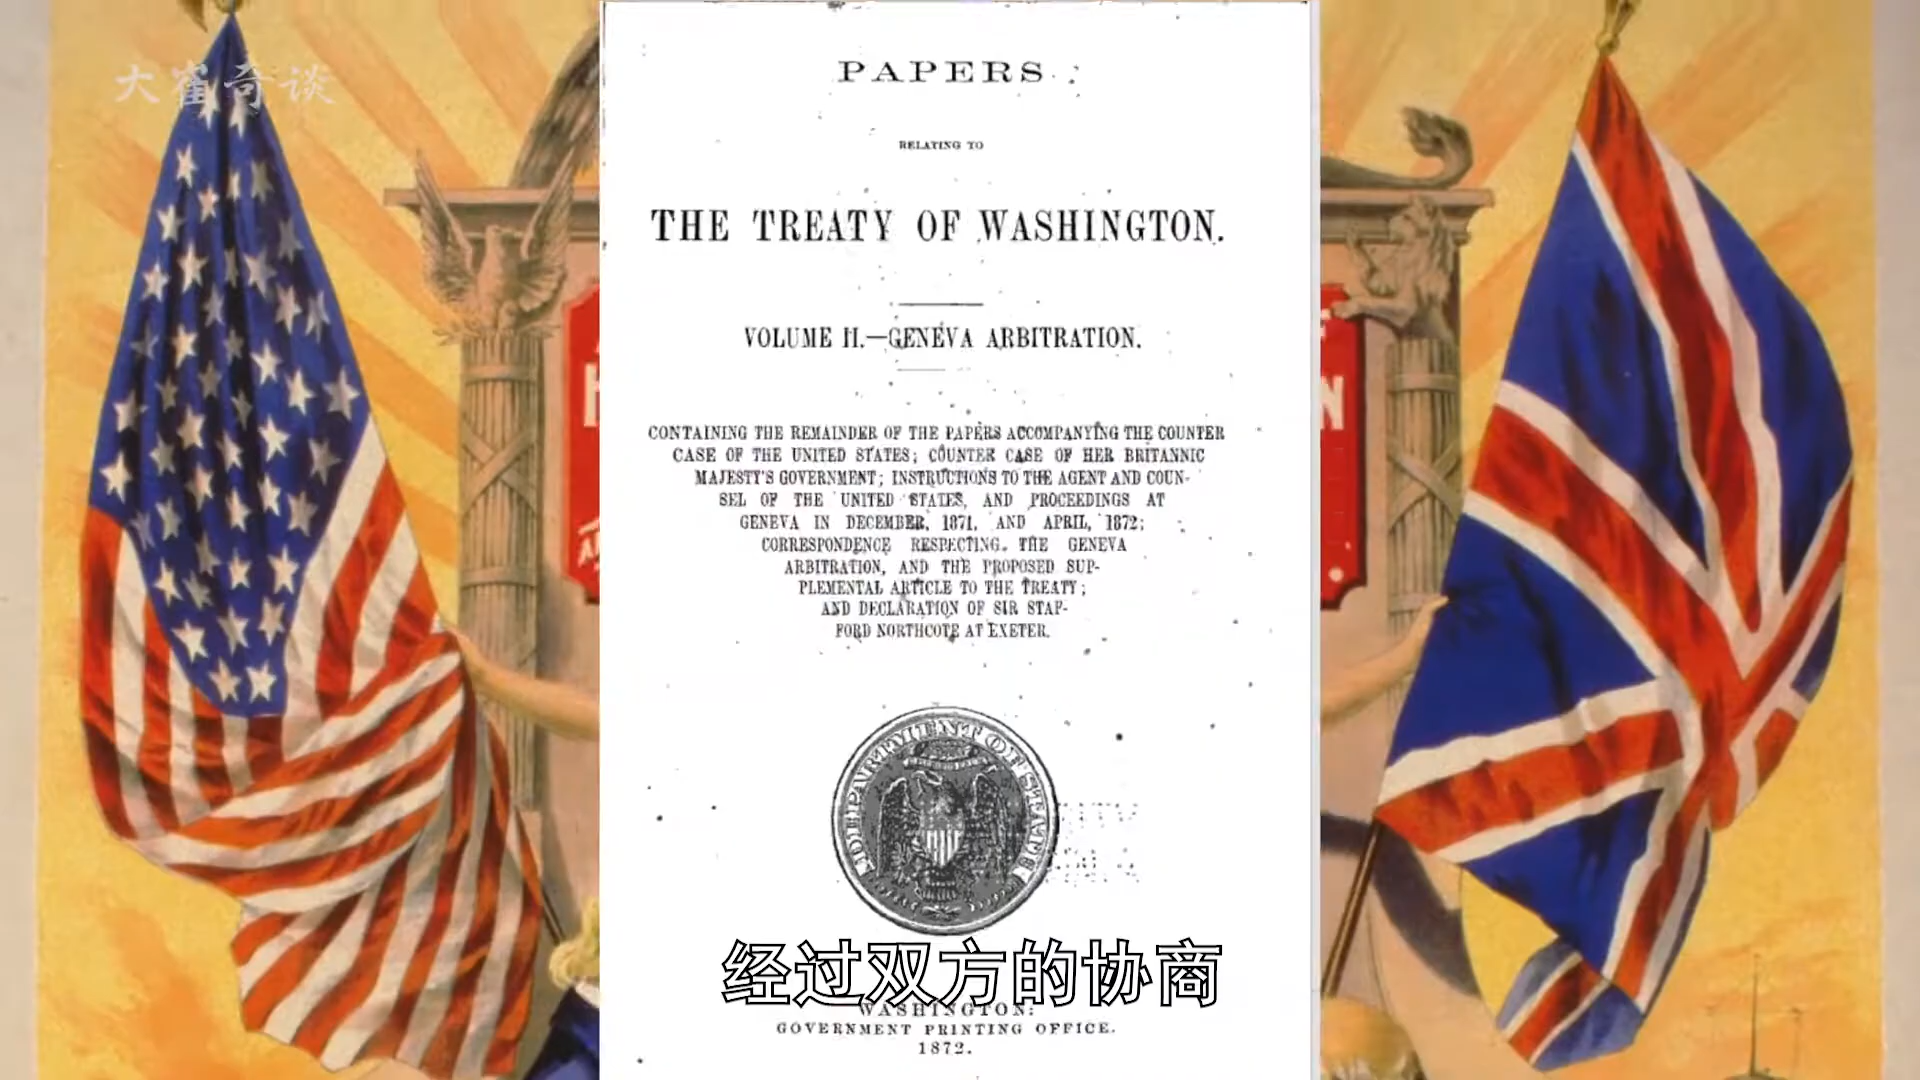 大崔奇谈
PAPERS
RELATING TO
THE TREATY OF WASHINGTON.
VOLUME II.—GENEVA ARBITRATION.
CONTAINING THE REMAINDER OF THE PAPERS ACCOMPANYING THE COUNTER
CASE OF THE UNITED STATES; COUNTER CASE OF HER BRITANNIC
MAJESTY'S GOVERNMENT; INSTRUCTIONS TO THE AGENT AND COUN-
SEL OF THE UNITED STATES, AND PROCEEDINGS AT
GENEVA IN DECEMBER, 1871, AND APRIL, 1872;
CORRESPONDENCE RESPECTING THE GENEVA
ARBITRATION, AND THE PROPOSED SUP-
PLEMENTAL ARTICLE TO THE TREATY;
AND DECLARATION OF SIR STAF-
FORD NORTHCOTE AT EXETER.
DEPARTMENT OF STATE
经过双方的协商
WASHINGTON:
GOVERNMENT PRINTING OFFICE.
1872.